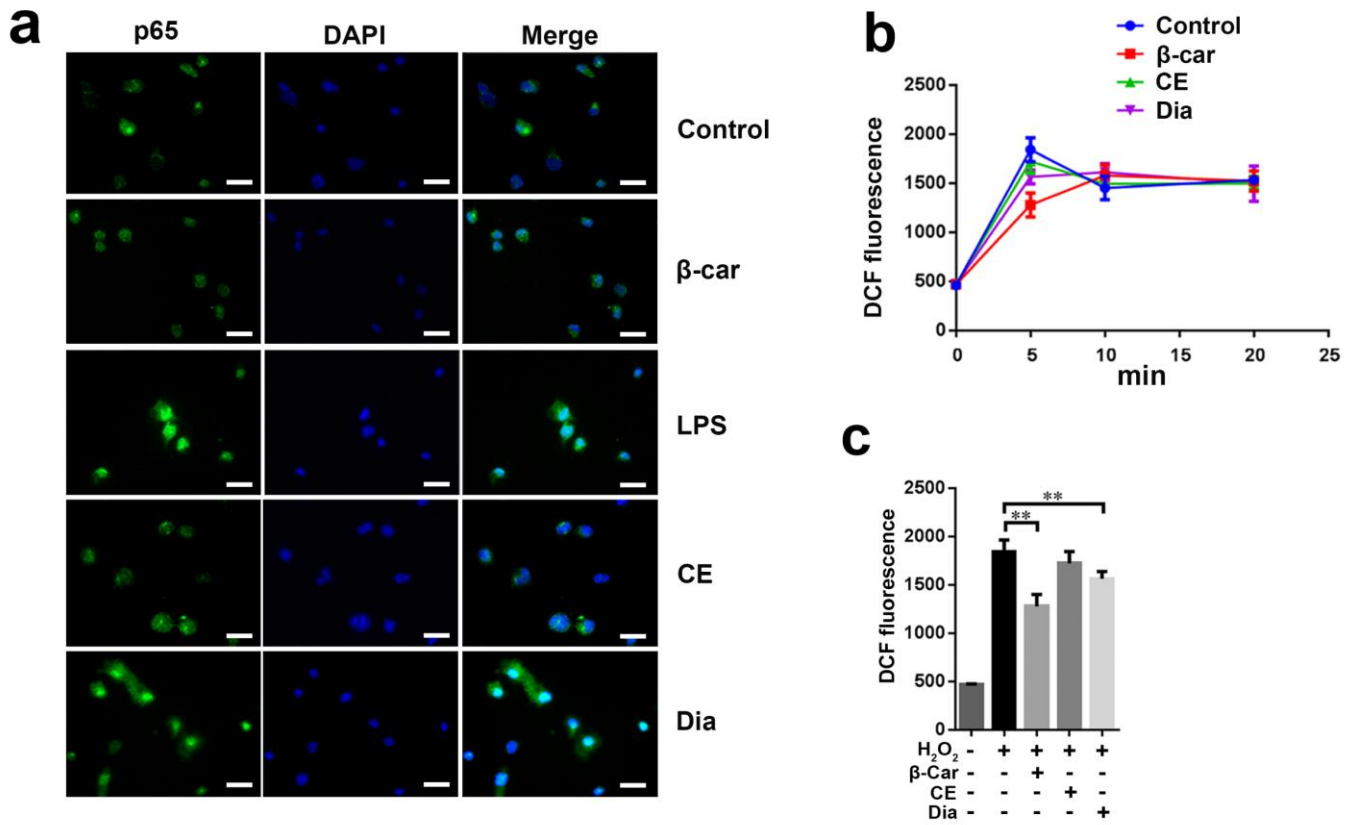 a
p65 DAPI Merge
Control
β-car
LPS
CE
Dia
b
Control
β-car
CE
Dia
DCF fluorescence
2500
2000
1500
1000
500
0
0 5 10 15 20 25
min
c
DCF fluorescence
2500
2000
1500
1000
500
0
**
**
H₂O₂ - + + + +
β-Car - - + - -
CE - - - + -
Dia - - - - +